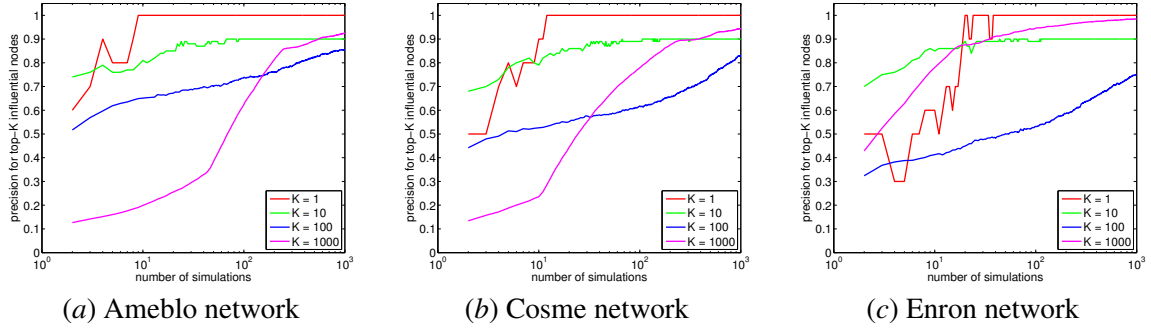 precision for top−K influential nodes
1
0.9
0.8
0.7
0.6
0.5
0.4
0.3
0.2
0.1
0
K = 1
K = 10
K = 100
K = 1000
10^0 10^1 10^2 10^3
number of simulations
(a) Ameblo network
precision for top−K influential nodes
1
0.9
0.8
0.7
0.6
0.5
0.4
0.3
0.2
0.1
0
K = 1
K = 10
K = 100
K = 1000
10^0 10^1 10^2 10^3
number of simulations
(b) Cosme network
precision for top−K influential nodes
1
0.9
0.8
0.7
0.6
0.5
0.4
0.3
0.2
0.1
0
K = 1
K = 10
K = 100
K = 1000
10^0 10^1 10^2 10^3
number of simulations
(c) Enron network